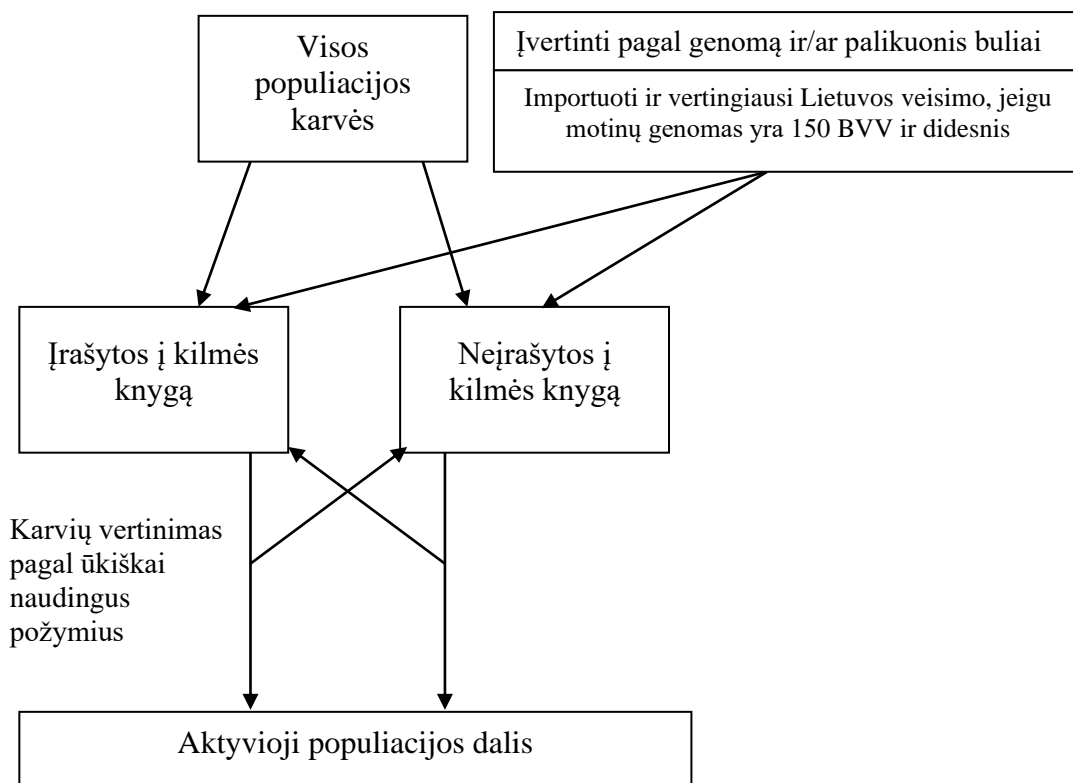 Visos
populiacijos
karvės
Įvertinti pagal genomą ir/ar palikuonis buliai
Importuoti ir vertingiausi Lietuvos veisimo, jeigu
motinų genomas yra 150 BVV ir didesnis
Įrašytos į kilmės
knygą
Neįrašytos į
kilmės knygą
Karvių vertinimas
pagal ūkiškai
naudingus
požymius
Aktyvioji populiacijos dalis